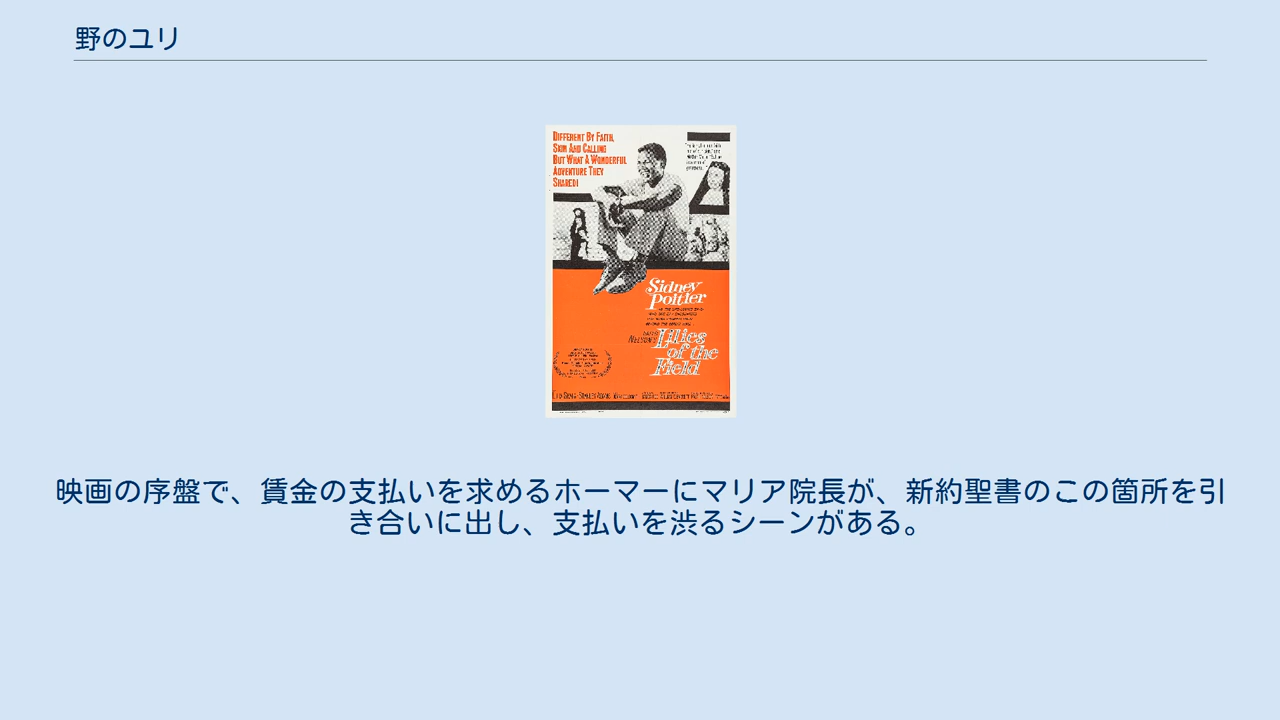 野のユリ
DIFFERENT BY FAITH,
SKIN AND CALLING
BUT WHAT A WONDERFUL
ADVENTURE THEY
SHARED!
Sidney
Poitier
Lilies
of the
Field
映画の序盤で、賃金の支払いを求めるホーマーにマリア院長が、新約聖書のこの箇所を引
き合いに出し、支払いを渋るシーンがある。